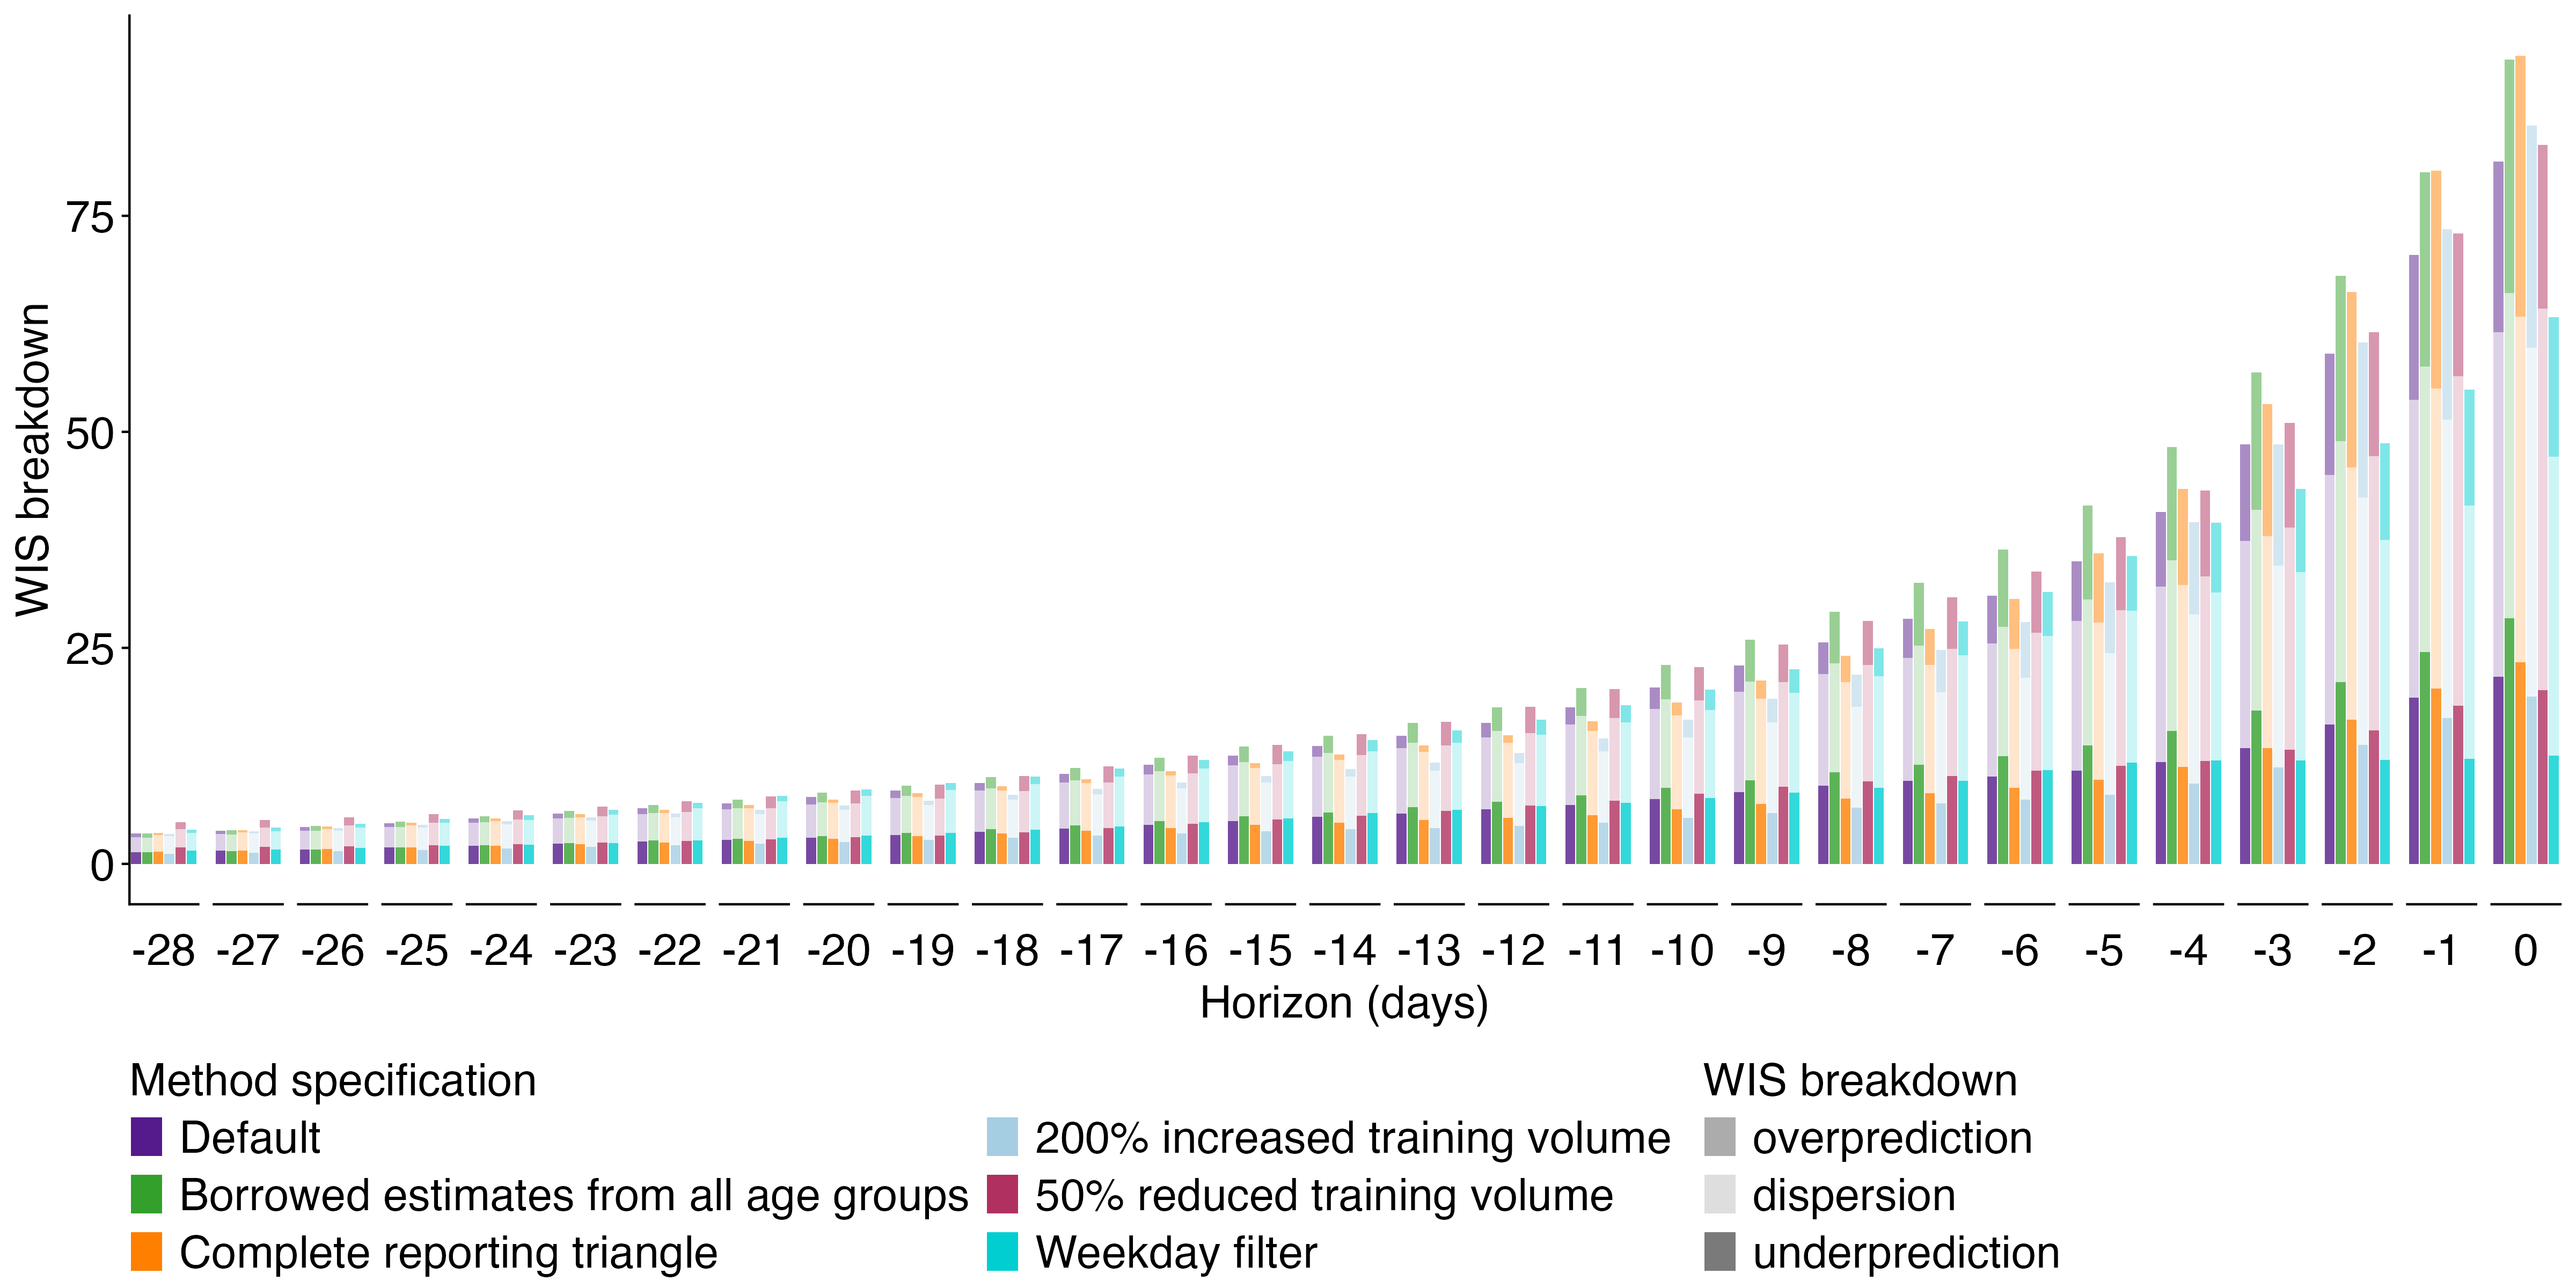 WIS breakdown
75
50
25
0
-28 -27 -26 -25 -24 -23 -22 -21 -20 -19 -18 -17 -16 -15 -14 -13 -12 -11 -10 -9 -8 -7 -6 -5 -4 -3 -2 -1 0
Horizon (days)
Method specification
Default
Borrowed estimates from all age groups
Complete reporting triangle
200% increased training volume
50% reduced training volume
Weekday filter
WIS breakdown
overprediction
dispersion
underprediction